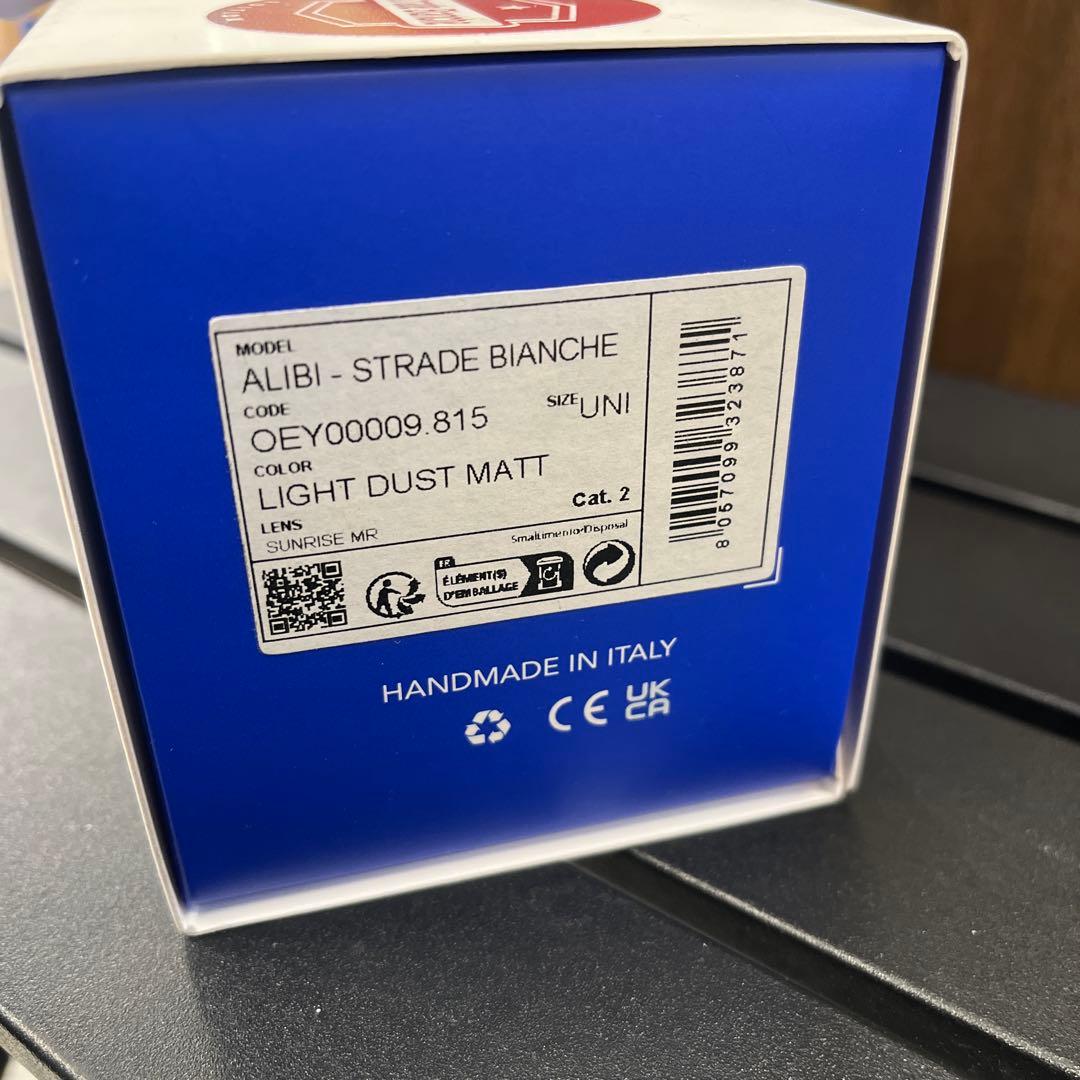 MODEL
ALIBI - STRADE BIANCHE
CODE
OEY00009.815
SIZE UNI
COLOR
LIGHT DUST MATT
LENS
SUNRISE MR
Cat. 2
Smaltimento-Disposal
FR
ÉLÉMENT(S)
D'EMBALLAGE
8 057099 323871
HANDMADE IN ITALY
CE UK
CA